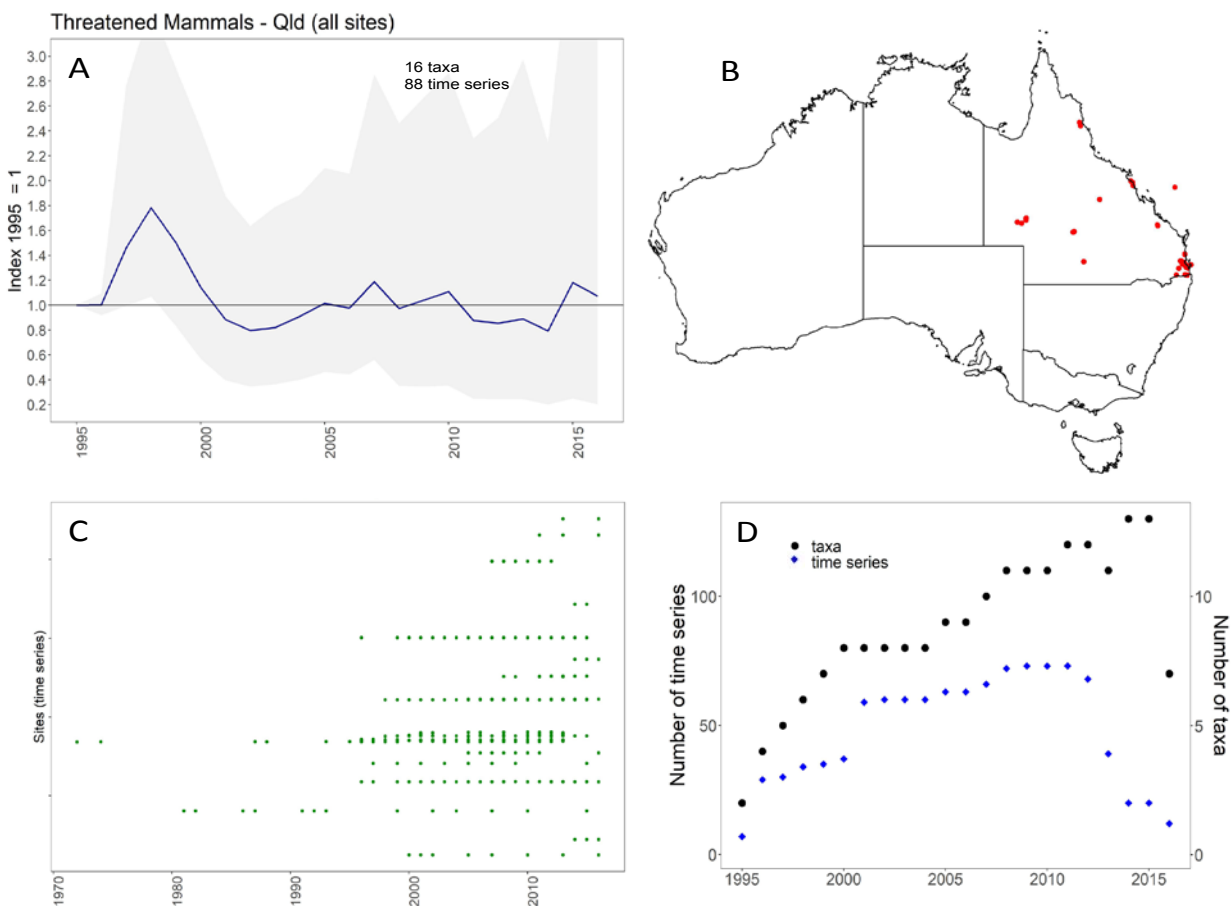 Threatened Mammals - Qld (all sites)
A
16 taxa
88 time series
Index 1995 = 1
3.0
2.8
2.6
2.4
2.2
2.0
1.8
1.6
1.4
1.2
1.0
0.8
0.6
0.4
0.2
1995
2000
2005
2010
2015
B
C
Sites (time series)
1970
1980
1990
2000
2010
D
taxa
time series
Number of time series
100
50
0
Number of taxa
10
5
0
1995
2000
2005
2010
2015